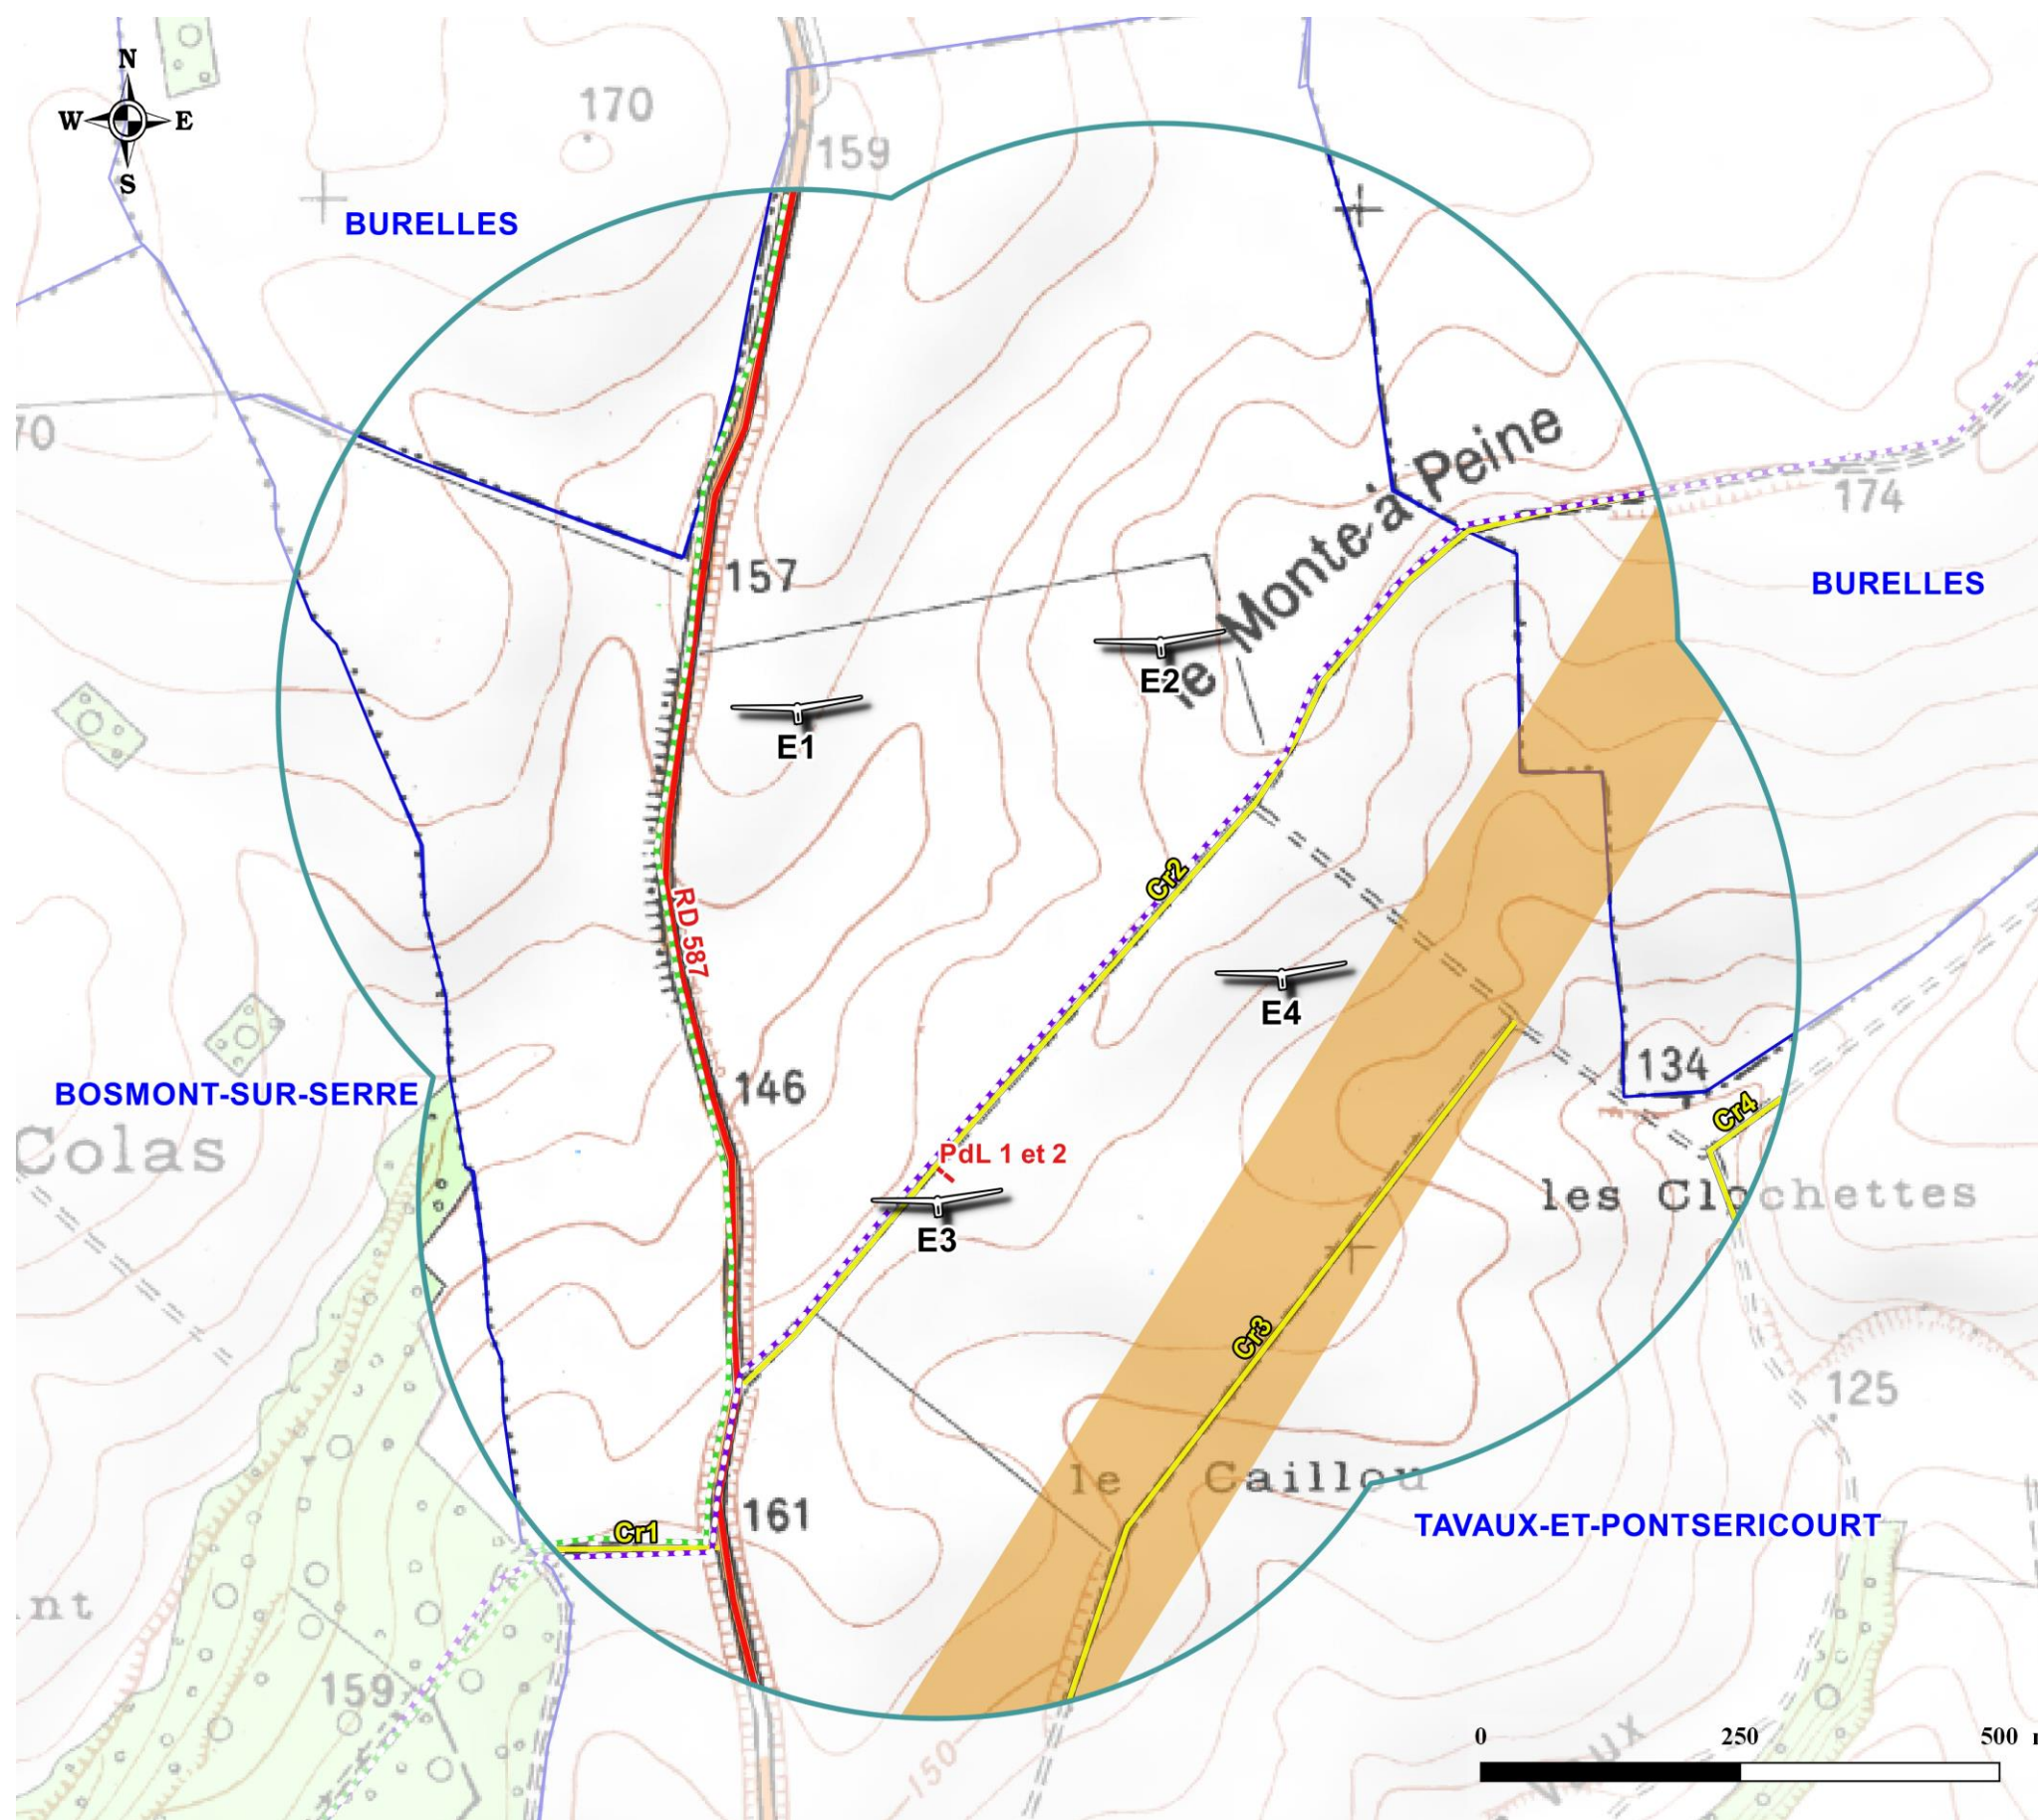 N
W E
S
170
159
BURELLES
70
le Monte-à-Peine
174
157
BURELLES
E2
E1
Cr2
RD 587
E4
134
146
BOSMONT-SUR-SERRE
Cr4
Colas
PdL 1 et 2
les Clochettes
E3
Cr3
125
le Caillou
161
TAVAUX-ET-PONTSERICOURT
Cr1
nt
159
150
0 250 500